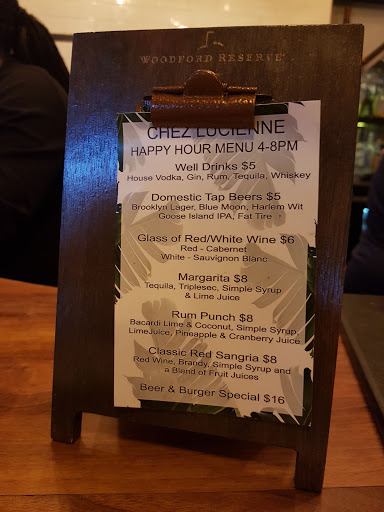 WOODFORD RESERVE
CHEZ LUCIENNE
HAPPY HOUR MENU 4-8PM
Well Drinks $5
House Vodka, Gin, Rum, Tequila, Whiskey
Domestic Tap Beers $5
Brooklyn Lager, Blue Moon, Harlem Wit
Goose Island IPA, Fat Tire
Glass of Red/White Wine $6
Red - Cabernet
White - Sauvignon Blanc
Margarita $8
Tequila, Triplesec, Simple Syrup
& Lime Juice
Rum Punch $8
Bacardi Lime & Coconut, Simple Syrup,
LimeJuice, Pineapple & Cranberry Juice
Classic Red Sangria $8
Red Wine, Brandy, Simple Syrup and
a Blend of Fruit Juices
Beer & Burger Special $16